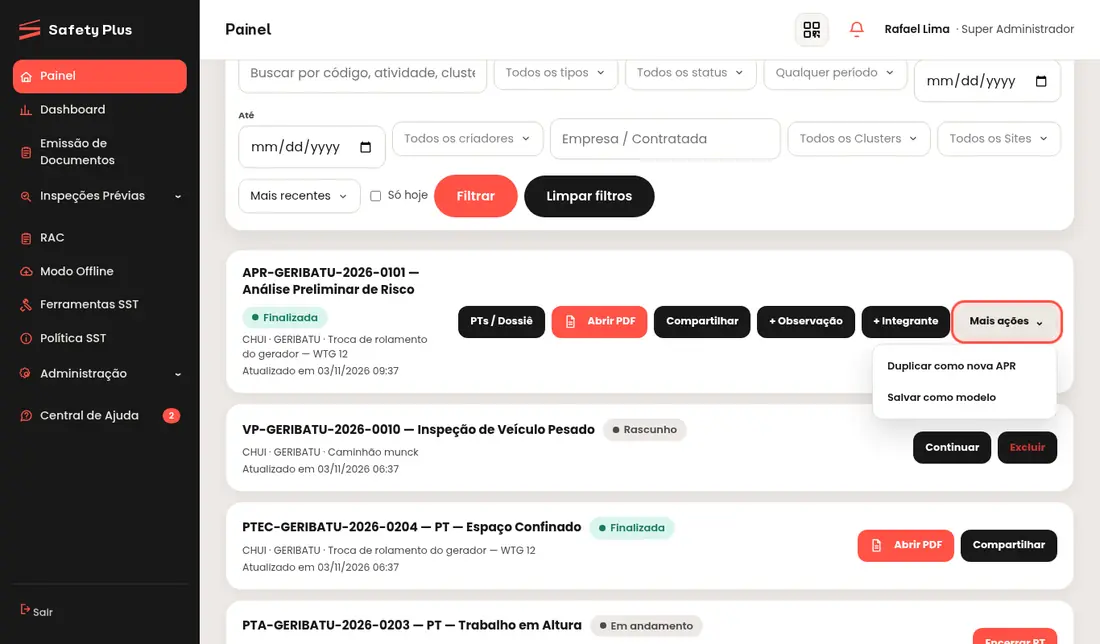 Safety Plus
Painel
Rafael Lima · Super Administrador
Painel
Dashboard
Emissão de
Documentos
Inspeções Prévias
RAC
Modo Offline
Ferramentas SST
Política SST
Administração
Central de Ajuda 2
Sair
Buscar por código, atividade, cluste
Todos os tipos
Todos os status
Qualquer período
mm/dd/yyyy
Até
mm/dd/yyyy
Todos os criadores
Empresa / Contratada
Todos os Clusters
Todos os Sites
Mais recentes
Só hoje
Filtrar
Limpar filtros
APR-GERIBATU-2026-0101 —
Análise Preliminar de Risco
Finalizada
CHUI · GERIBATU · Troca de rolamento
do gerador — WTG 12
Atualizado em 03/11/2026 09:37
PTs / Dossiê
Abrir PDF
Compartilhar
+ Observação
+ Integrante
Mais ações
Duplicar como nova APR
Salvar como modelo
VP-GERIBATU-2026-0010 — Inspeção de Veículo Pesado
Rascunho
CHUI · GERIBATU · Caminhão munck
Atualizado em 03/11/2026 06:37
Continuar
Excluir
PTEC-GERIBATU-2026-0204 — PT — Espaço Confinado
Finalizada
CHUI · GERIBATU · Troca de rolamento do gerador — WTG 12
Atualizado em 03/11/2026 06:37
Abrir PDF
Compartilhar
PTA-GERIBATU-2026-0203 — PT — Trabalho em Altura
Em andamento
Encerrar PT